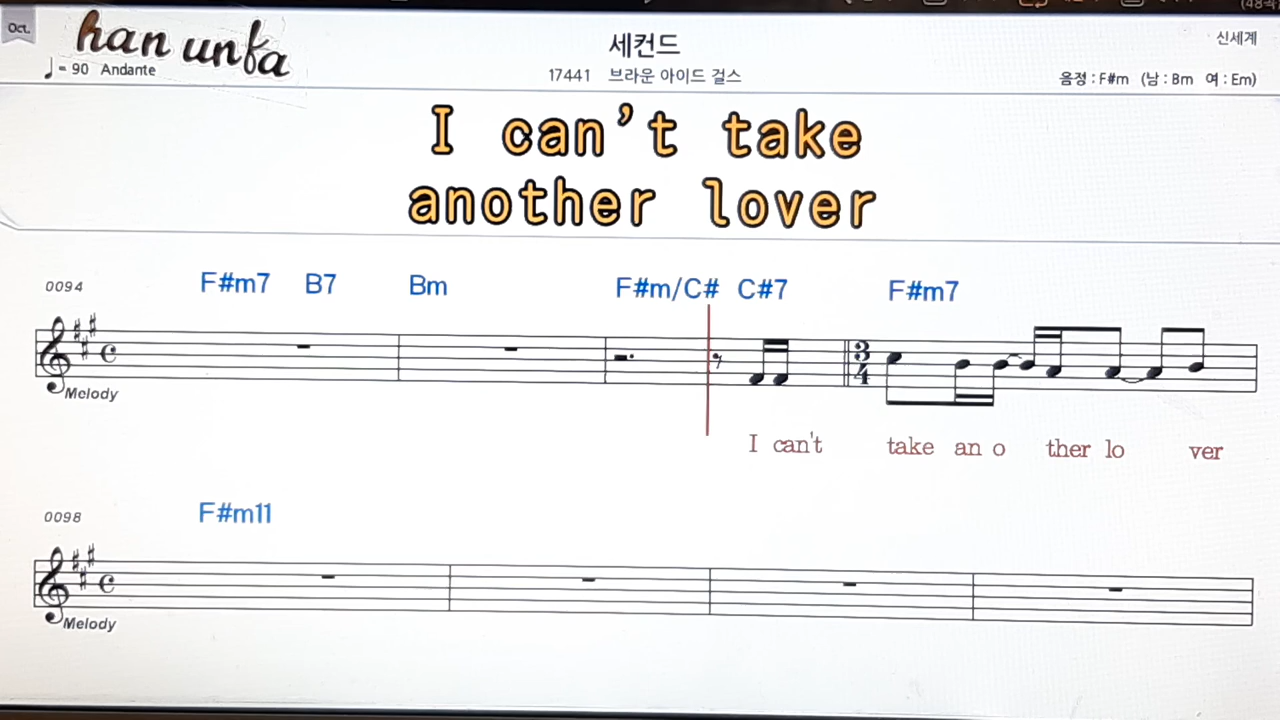 Oct.
han unfa
세컨드
신세계
♩= 90 Andante
17441 브라운 아이드 걸스
음정 : F#m (남 : Bm 여 : Em)
I can't take
another lover
0094
F#m7 B7 Bm F#m/C# C#7 F#m7
3
4
Melody
I can't take an o ther lo ver
0098
F#m11
Melody